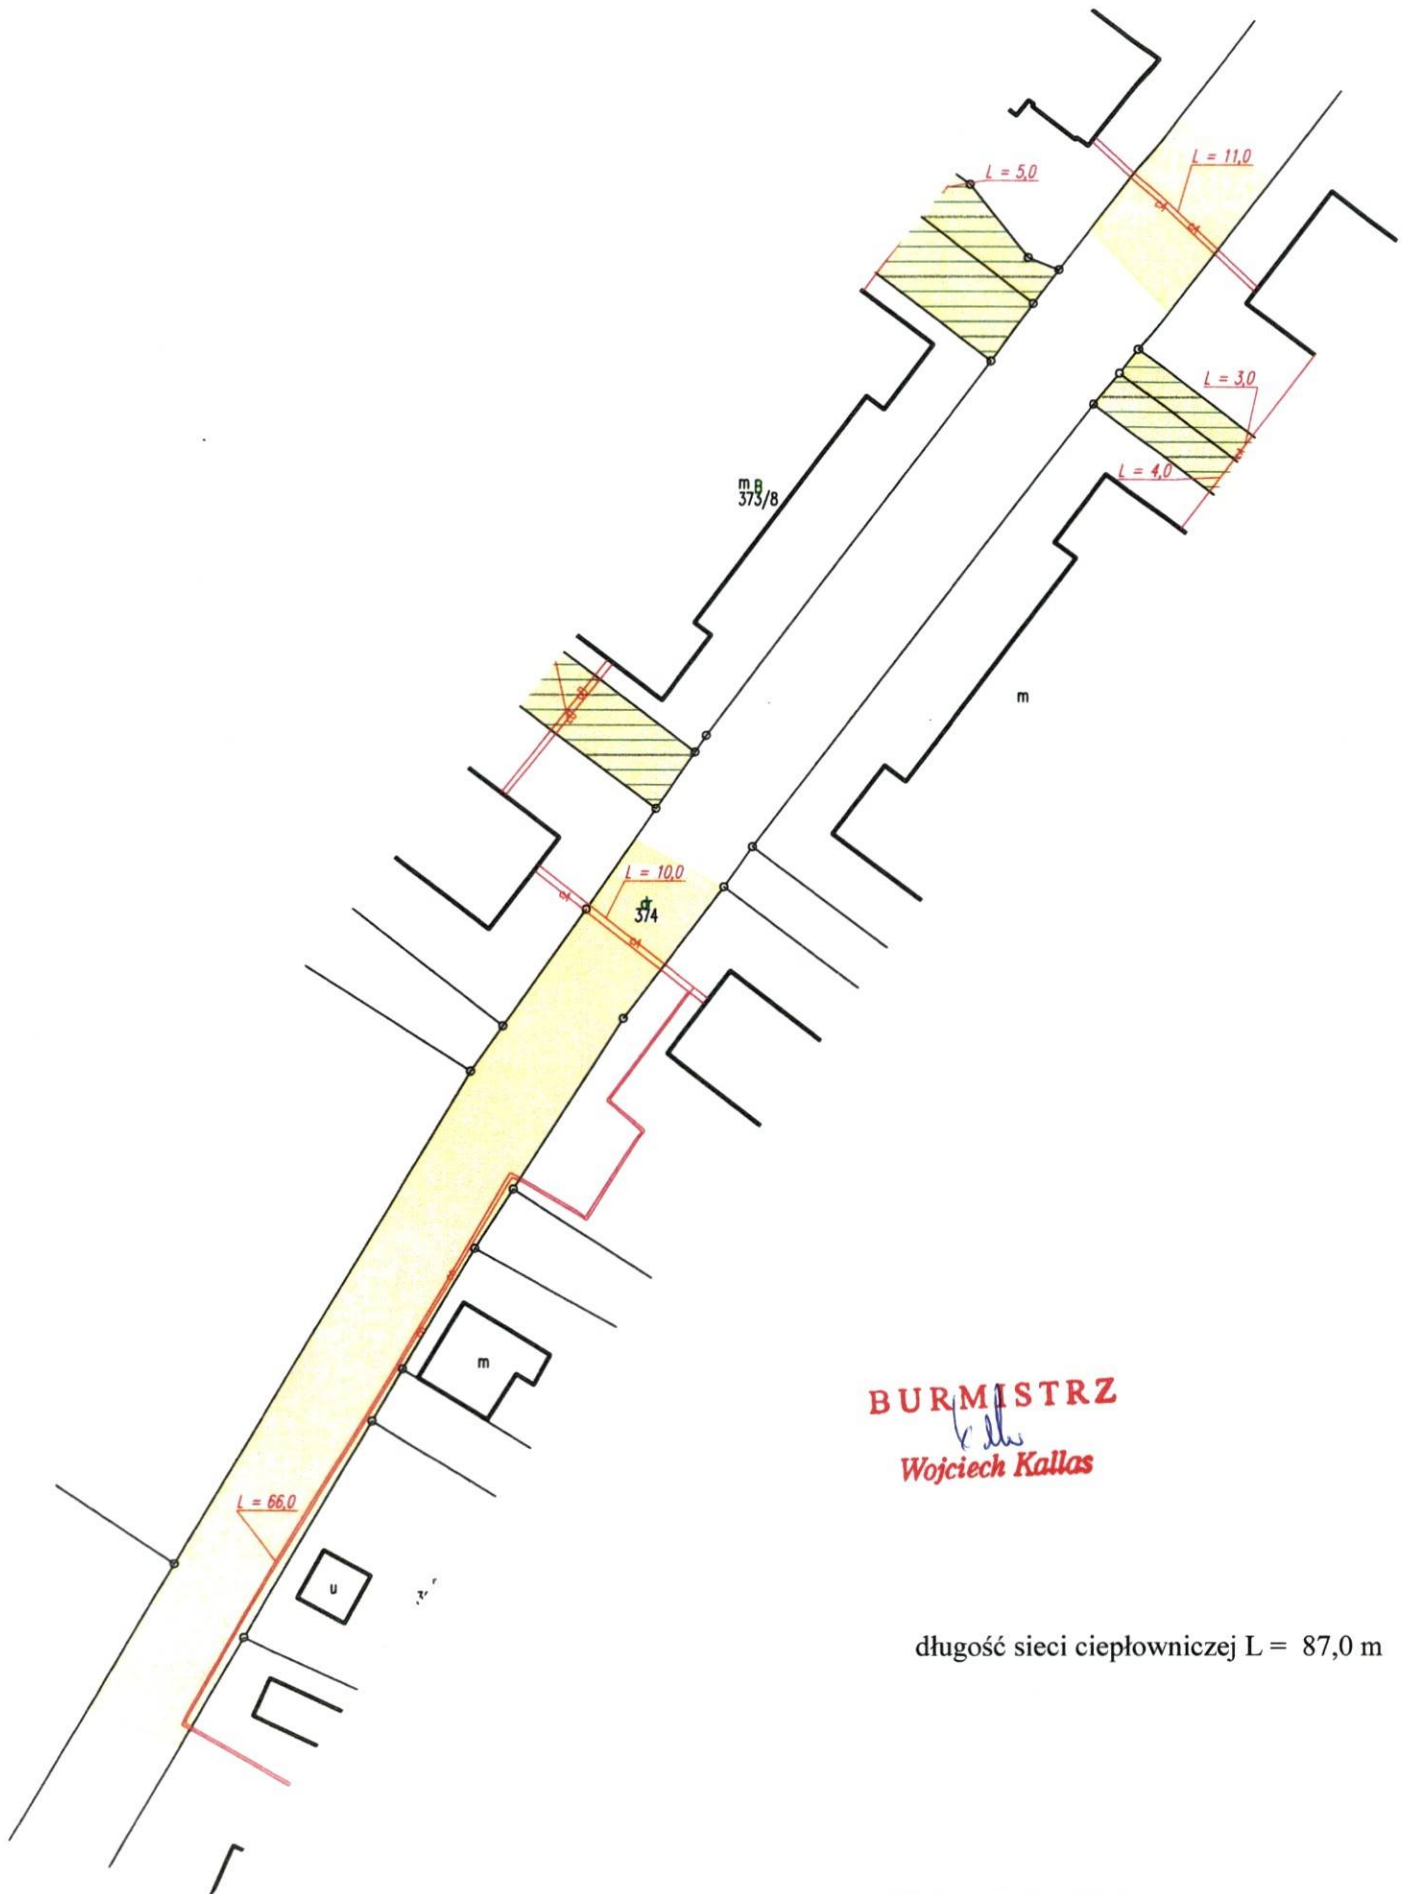 L = 11,0
L = 5,0
L = 3,0
L = 4,0
m B
373/8
m
L = 10,0
dr
374
m
BURMISTRZ
Wojciech Kallas
L = 66,0
u
długość sieci ciepłowniczej L = 87,0 m